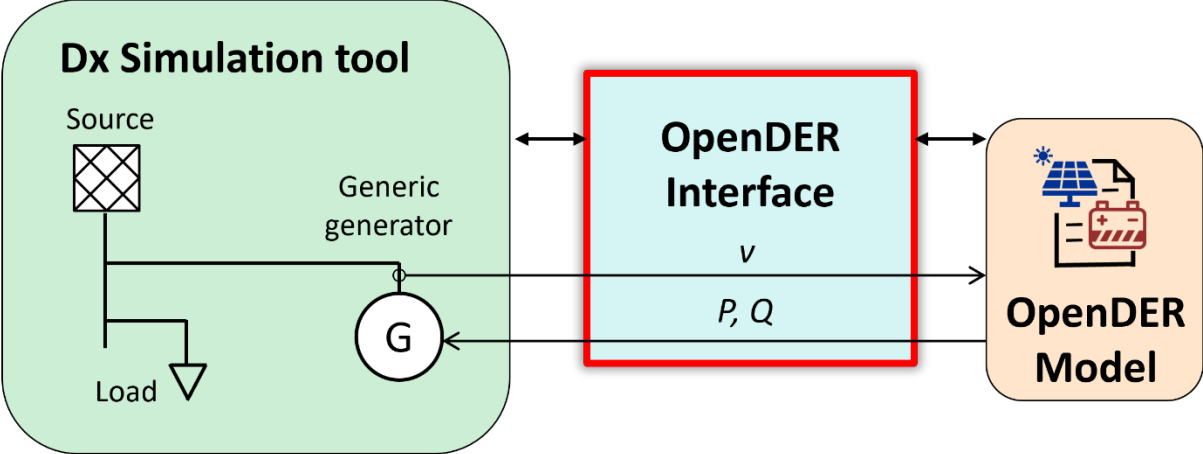 Dx Simulation tool
Source
Generic
generator
G
Load
OpenDER
Interface
v
P, Q
OpenDER
Model